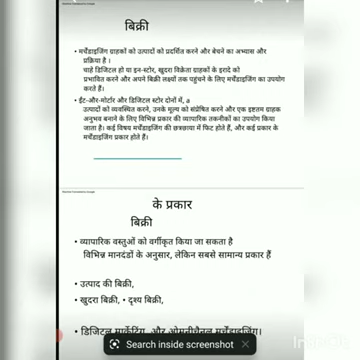 बिक्री
• मर्चेंडाइजिंग ग्राहकों को उत्पादों को प्रदर्शित करने और बेचने का अभ्यास और
प्रक्रिया है ।
चाहे डिजिटल हो या इन-स्टोर, खुदरा विक्रेता ग्राहकों के इरादे को
प्रभावित करने और अपने बिक्री लक्ष्यों तक पहुंचने के लिए मर्चेंडाइजिंग का उपयोग
करते हैं।
• ईंट-और-मोर्टार और डिजिटल स्टोर दोनों में, a
उत्पादों को व्यवस्थित करने, उनके मूल्य को संप्रेषित करने और एक इष्टतम ग्राहक
अनुभव बनाने के लिए विभिन्न प्रकार की व्यापारिक तकनीकों का उपयोग किया
जाता है। कई विषय मर्चेंडाइजिंग की छत्रछाया में फिट होते हैं, और कई प्रकार के
मर्चेंडाइजिंग प्रकार होते हैं।
के प्रकार
बिक्री
• व्यापारिक वस्तुओं को वर्गीकृत किया जा सकता है
विभिन्न मानदंडों के अनुसार, लेकिन सबसे सामान्य प्रकार हैं
• उत्पाद की बिक्री,
• खुदरा बिक्री, • दृश्य बिक्री,
• डिजिटल मार्केटिंग, और ओमनीचैनल मर्चेंडाइजिंग।
Search inside screenshot